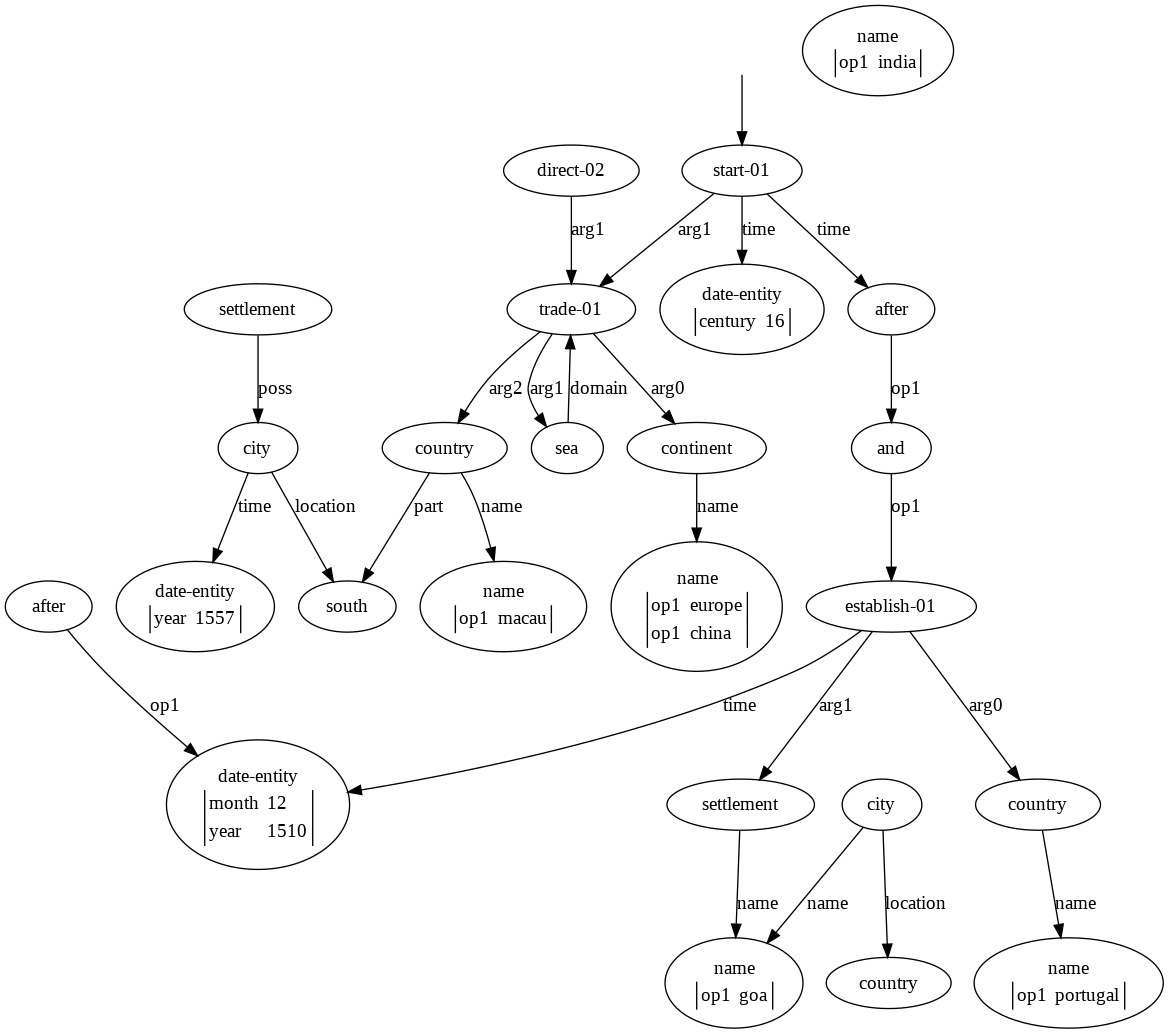 name
op1 india
direct-02
start-01
arg1
arg1
time
time
settlement
trade-01
date-entity
century 16
after
poss
arg2
arg1
domain
arg0
op1
city
country
sea
continent
and
time
location
part
name
name
op1
after
date-entity
year 1557
south
name
op1 macau
name
op1 europe
op1 china
establish-01
op1
time
arg1
arg0
date-entity
month 12
year 1510
settlement
city
country
name
name
location
name
name
op1 goa
country
name
op1 portugal